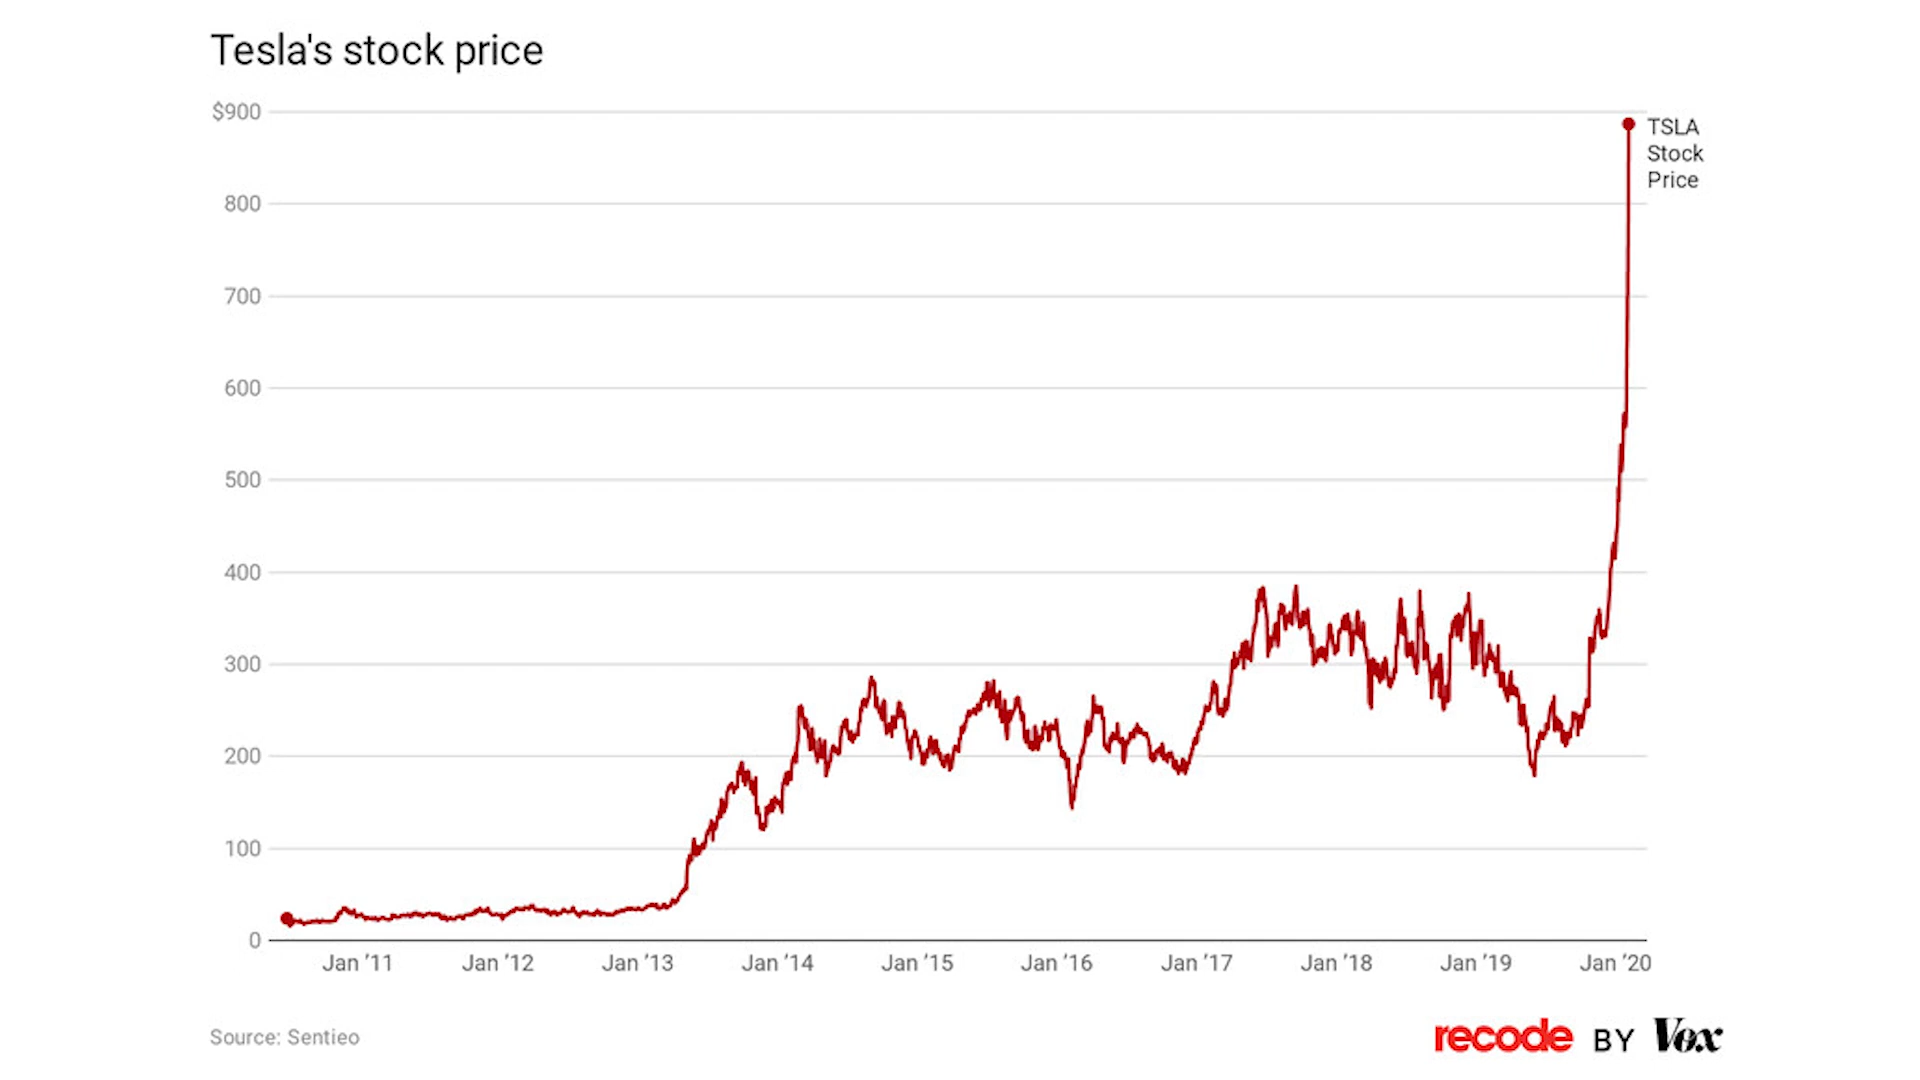 Tesla's stock price
$900
TSLA
Stock
Price
800
700
600
500
400
300
200
100
0
Jan '11 Jan '12 Jan '13 Jan '14 Jan '15 Jan '16 Jan '17 Jan '18 Jan '19 Jan '20
Source: Sentieo
recode BY Vox